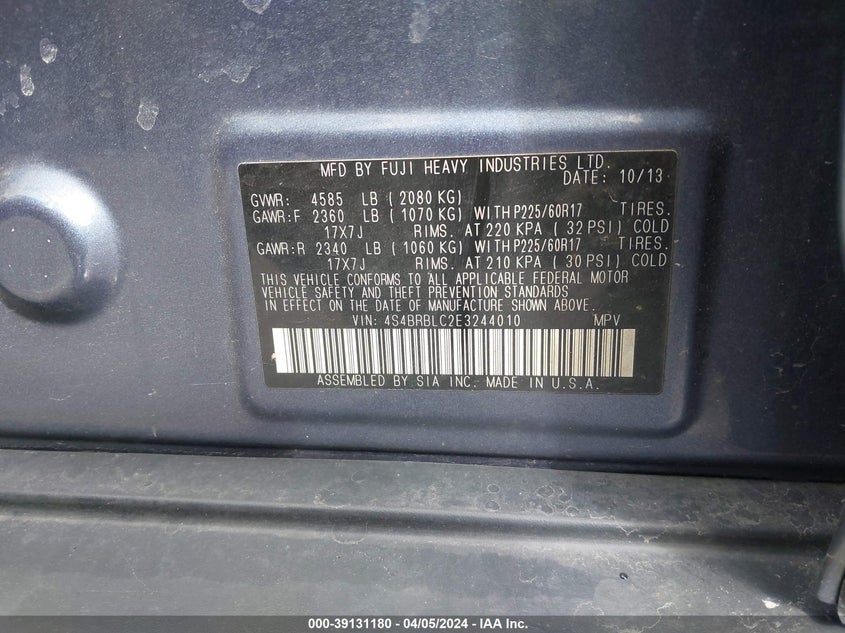 MFD BY FUJI HEAVY INDUSTRIES LTD.
DATE: 10/13
GVWR: 4585 LB ( 2080 KG)
GAWR:F 2360 LB ( 1070 KG) WITH P225/60R17 TIRES.
17X7J RIMS. AT 220 KPA ( 32 PSI) COLD
GAWR:R 2340 LB ( 1060 KG) WITH P225/60R17 TIRES.
17X7J RIMS. AT 210 KPA ( 30 PSI) COLD
THIS VEHICLE CONFORMS TO ALL APPLICABLE FEDERAL MOTOR
VEHICLE SAFETY AND THEFT PREVENTION STANDARDS
IN EFFECT ON THE DATE OF MANUFACTURE SHOWN ABOVE.
VIN: 4S4BRBLC2E3244010 MPV
ASSEMBLED BY SIA INC. MADE IN U.S.A.
000-39131180 - 04/05/2024 - IAA Inc.